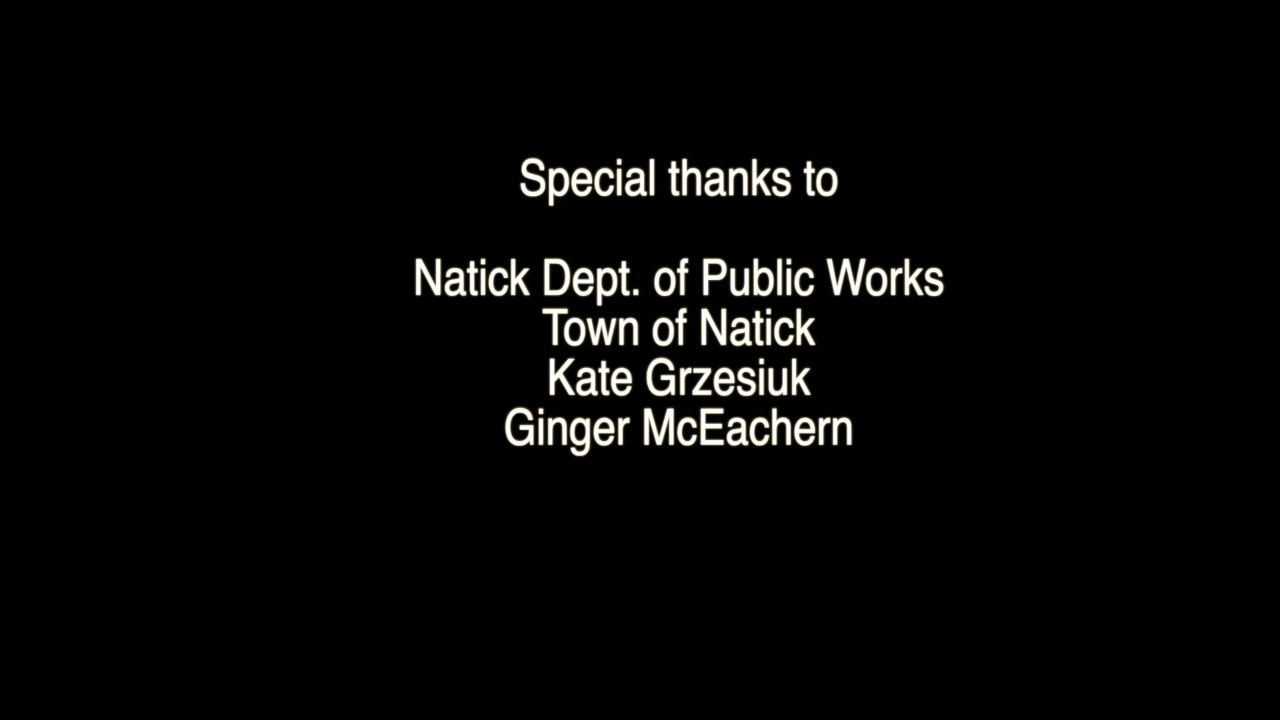 Special thanks to
Natick Dept. of Public Works
Town of Natick
Kate Grzesiuk
Ginger McEachern